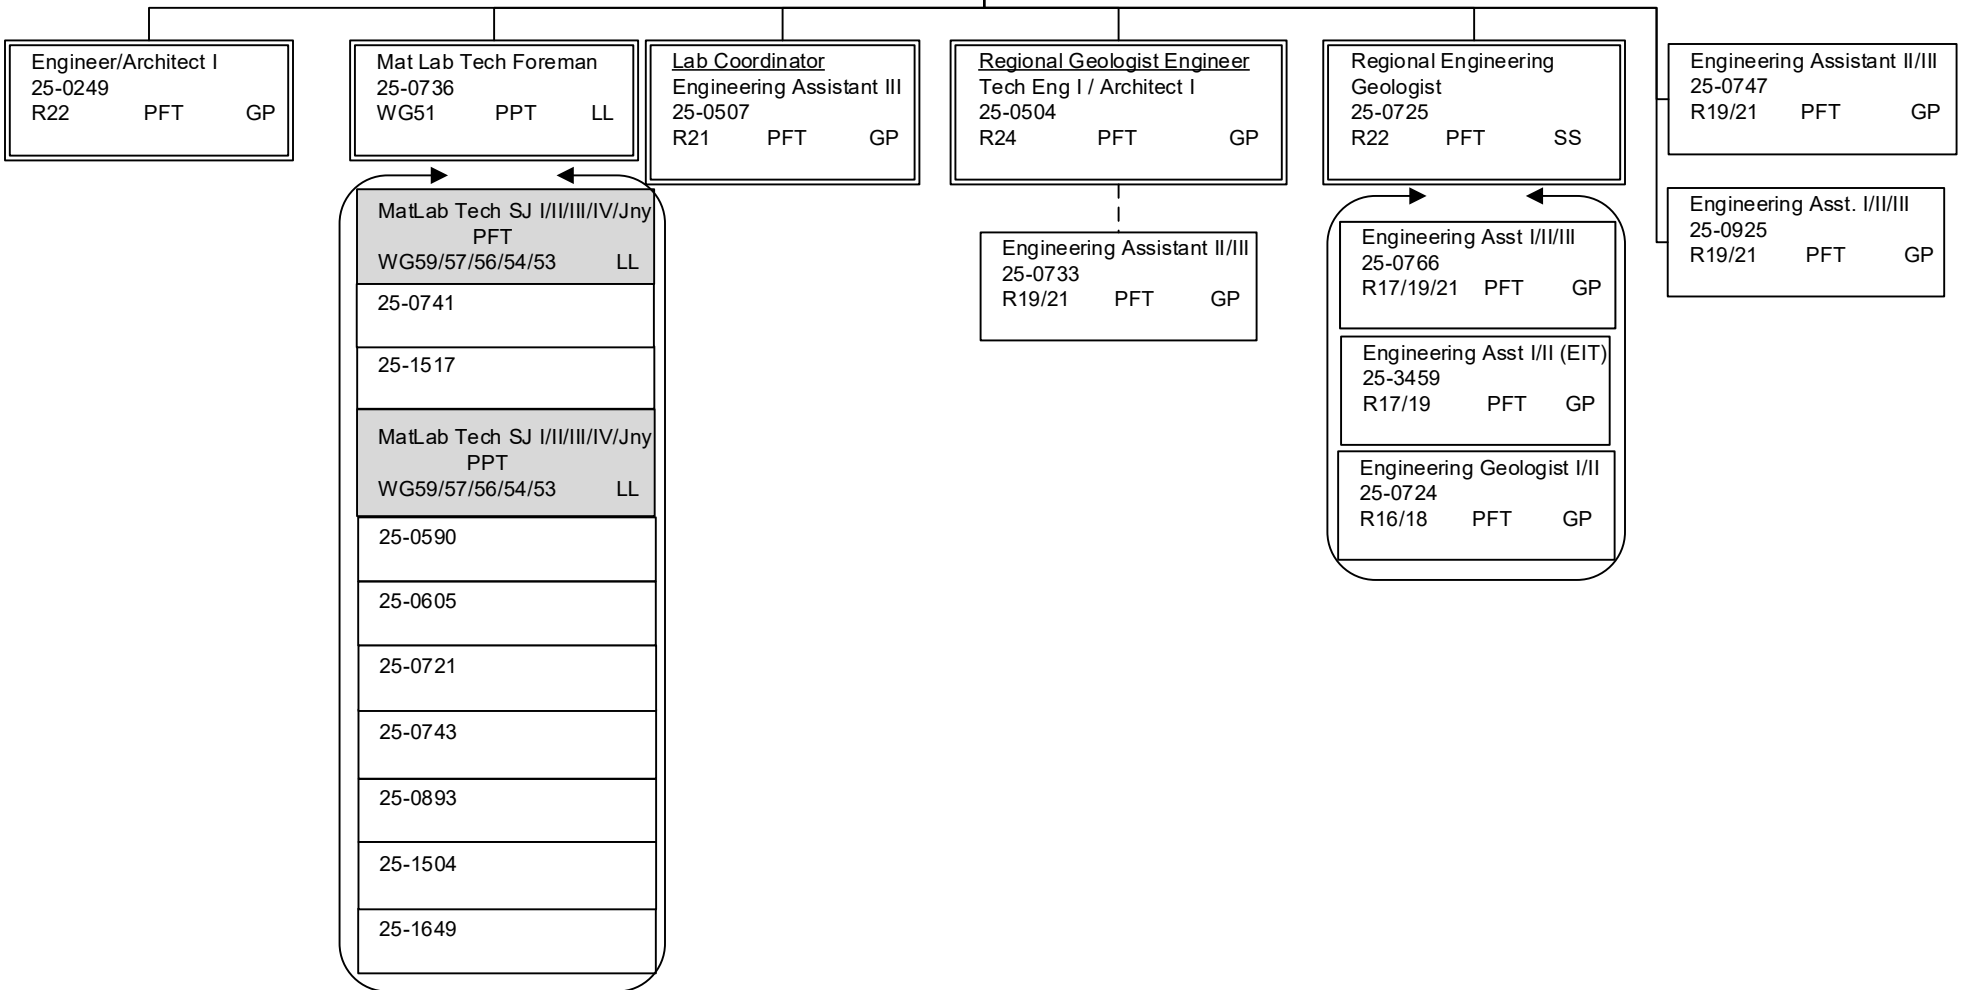 Engineer/Architect I
25-0249
R22 PFT GP
Mat Lab Tech Foreman
25-0736
WG51 PPT LL
Lab Coordinator
Engineering Assistant III
25-0507
R21 PFT GP
Regional Geologist Engineer
Tech Eng I / Architect I
25-0504
R24 PFT GP
Regional Engineering
Geologist
25-0725
R22 PFT SS
Engineering Assistant II/III
25-0747
R19/21 PFT GP
Engineering Asst. I/II/III
25-0925
R19/21 PFT GP
MatLab Tech SJ I/II/III/IV/Jny
PFT
WG59/57/56/54/53 LL
25-0741
25-1517
MatLab Tech SJ I/II/III/IV/Jny
PPT
WG59/57/56/54/53 LL
25-0590
25-0605
25-0721
25-0743
25-0893
25-1504
25-1649
Engineering Assistant II/III
25-0733
R19/21 PFT GP
Engineering Asst I/II/III
25-0766
R17/19/21 PFT GP
Engineering Asst I/II (EIT)
25-3459
R17/19 PFT GP
Engineering Geologist I/II
25-0724
R16/18 PFT GP